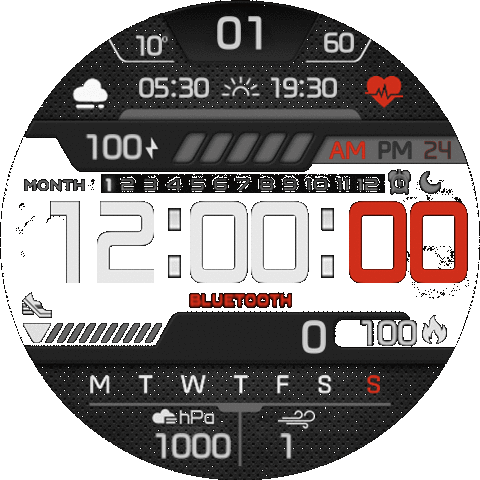 01
10° 60
05:30 19:30
100 AM PM 24
MONTH 1 2 3 4 5 6 7 8 9 10 11 12
12:00:00
BLUETOOTH
0 100
M T W T F S S
hPa
1000 1